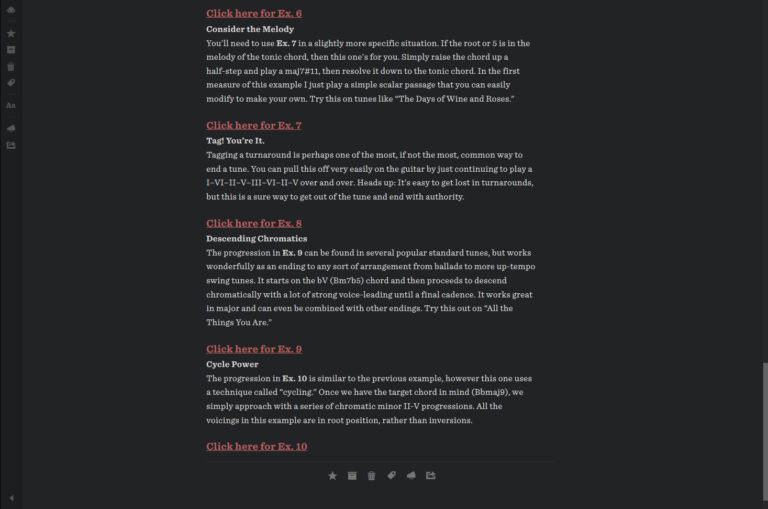 Click here for Ex. 6
Consider the Melody
You'll need to use Ex. 7 in a slightly more specific situation. If the root or 5 is in the
melody of the tonic chord, then this one's for you. Simply raise the chord up a
half-step and play a maj7#11, then resolve it down to the tonic chord. In the first
measure of this example I just play a simple scalar passage that you can easily
modify to make your own. Try this on tunes like "The Days of Wine and Roses."
Click here for Ex. 7
Tag! You're It.
Tagging a turnaround is perhaps one of the most, if not the most, common way to
end a tune. You can pull this off very easily on the guitar by just continuing to play a
I–VI–II–V–III–VI–II–V over and over. Heads up: It's easy to get lost in turnarounds,
but this is a sure way to get out of the tune and end with authority.
Click here for Ex. 8
Descending Chromatics
The progression in Ex. 9 can be found in several popular standard tunes, but works
wonderfully as an ending to any sort of arrangement from ballads to more up-tempo
swing tunes. It starts on the bV (Bm7b5) chord and then proceeds to descend
chromatically with a lot of strong voice-leading until a final cadence. It works great
in major and can even be combined with other endings. Try this out on "All the
Things You Are."
Click here for Ex. 9
Cycle Power
The progression in Ex. 10 is similar to the previous example, however this one uses
a technique called "cycling." Once we have the target chord in mind (Bbmaj9), we
simply approach with a series of chromatic minor II-V progressions. All the
voicings in this example are in root position, rather than inversions.
Click here for Ex. 10
Aa